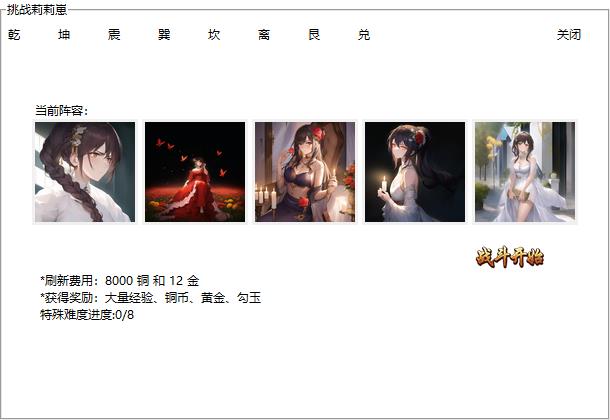 挑战莉莉崽
乾 坤 震 巽 坎 离 艮 兑 关闭
当前阵容：
战斗开始
*刷新费用：8000 铜 和 12 金
*获得奖励：大量经验、铜币、黄金、勾玉
特殊难度进度:0/8